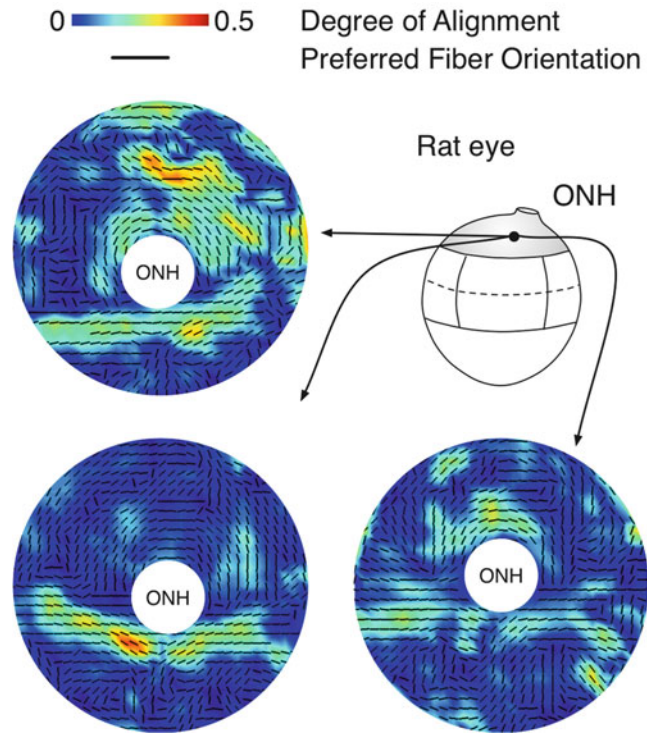 0 0.5 Degree of Alignment
Preferred Fiber Orientation
Rat eye
ONH
ONH
ONH
ONH